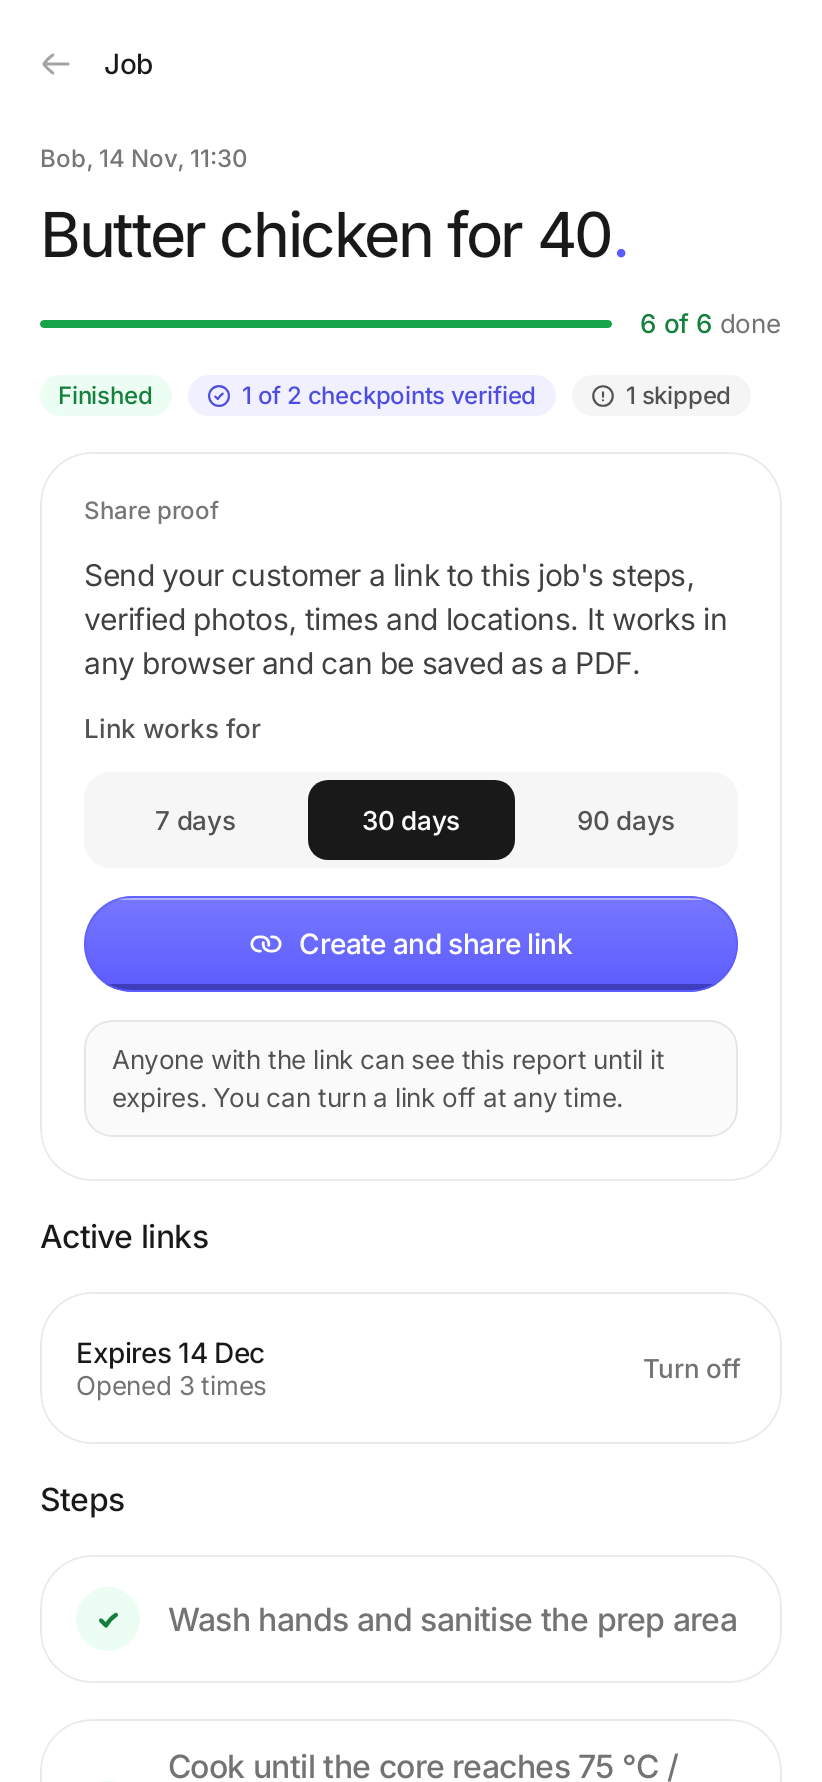 Job
Bob, 14 Nov, 11:30
Butter chicken for 40.
6 of 6 done
Finished
1 of 2 checkpoints verified
1 skipped
Share proof
Send your customer a link to this job's steps,
verified photos, times and locations. It works in
any browser and can be saved as a PDF.
Link works for
7 days
30 days
90 days
Create and share link
Anyone with the link can see this report until it
expires. You can turn a link off at any time.
Active links
Expires 14 Dec
Opened 3 times
Turn off
Steps
Wash hands and sanitise the prep area
Cook until the core reaches 75 °C /